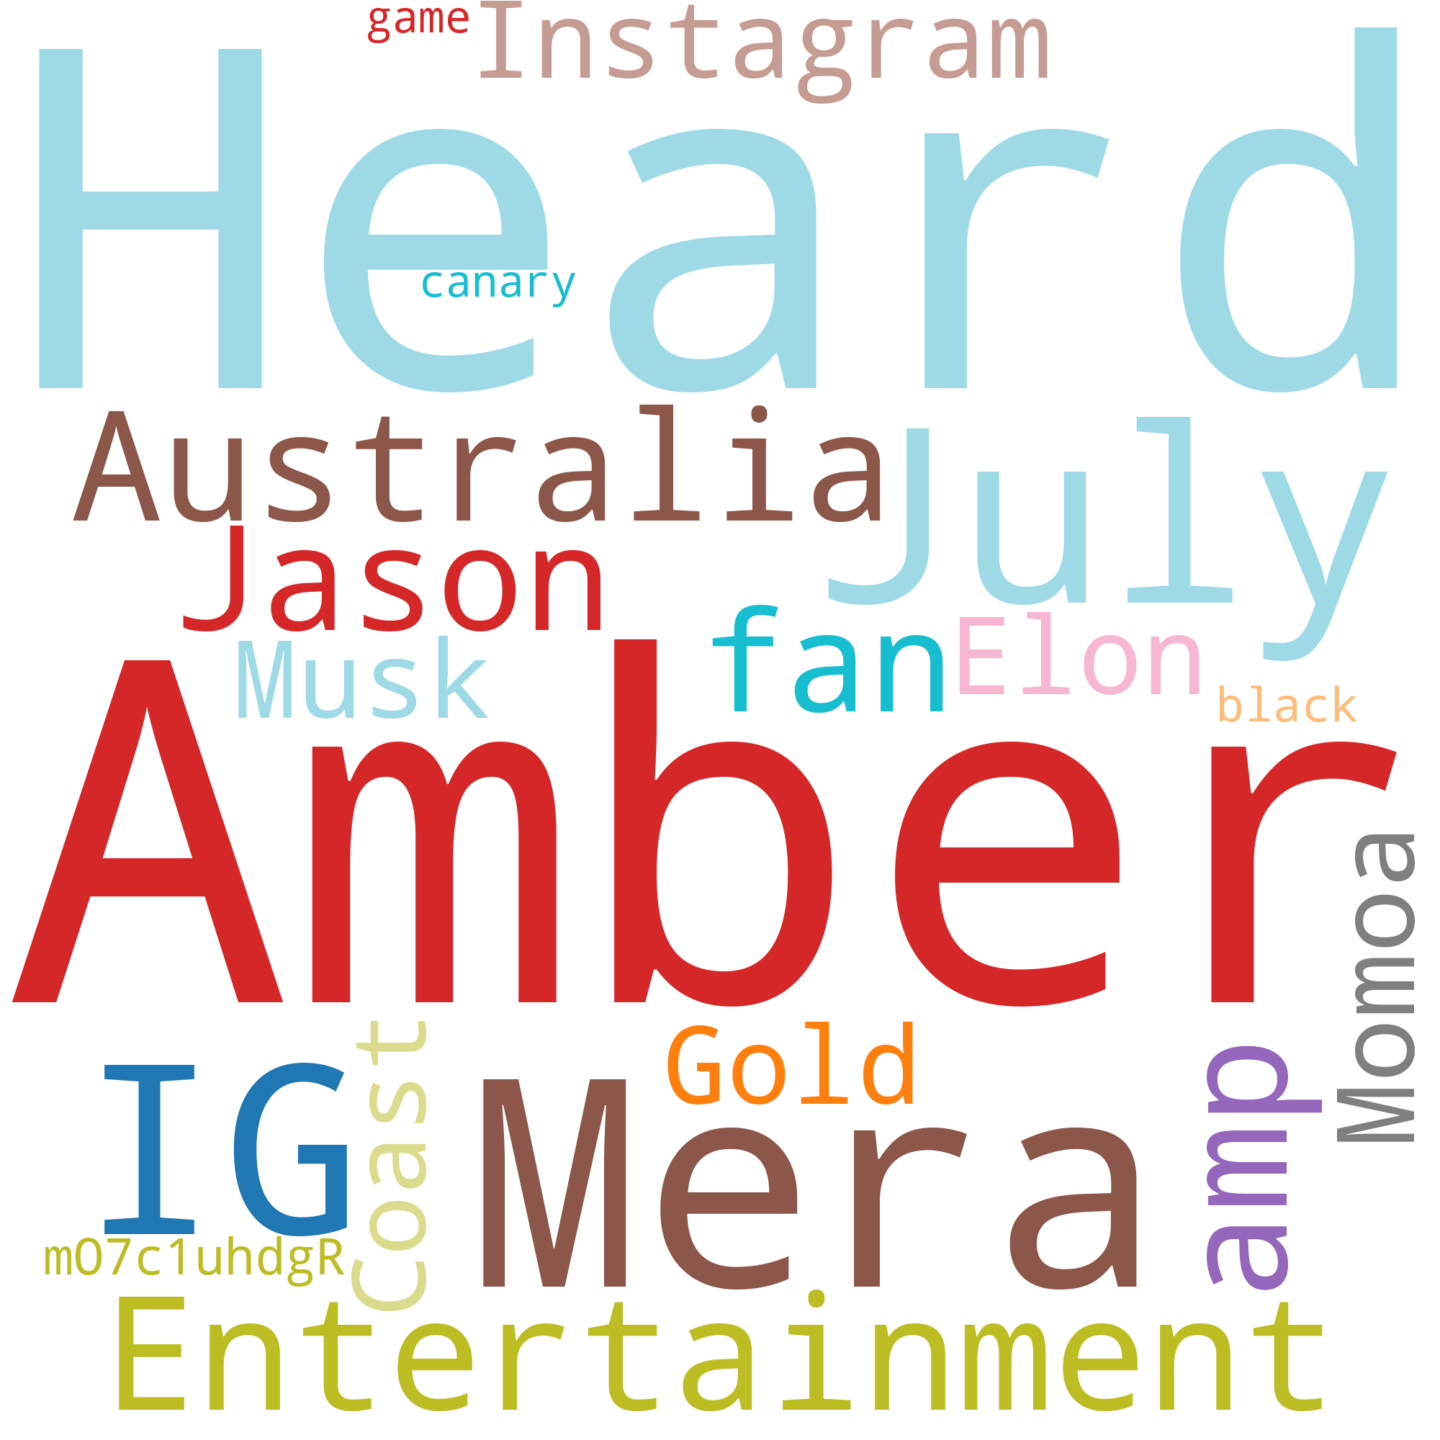 game
Instagram
Heard
canary
Australia
July
Jason
fan
Elon
Musk
black
Amber
Momoa
Gold
IG
Coast
Mera
amp
mO7c1uhdgR
Entertainment